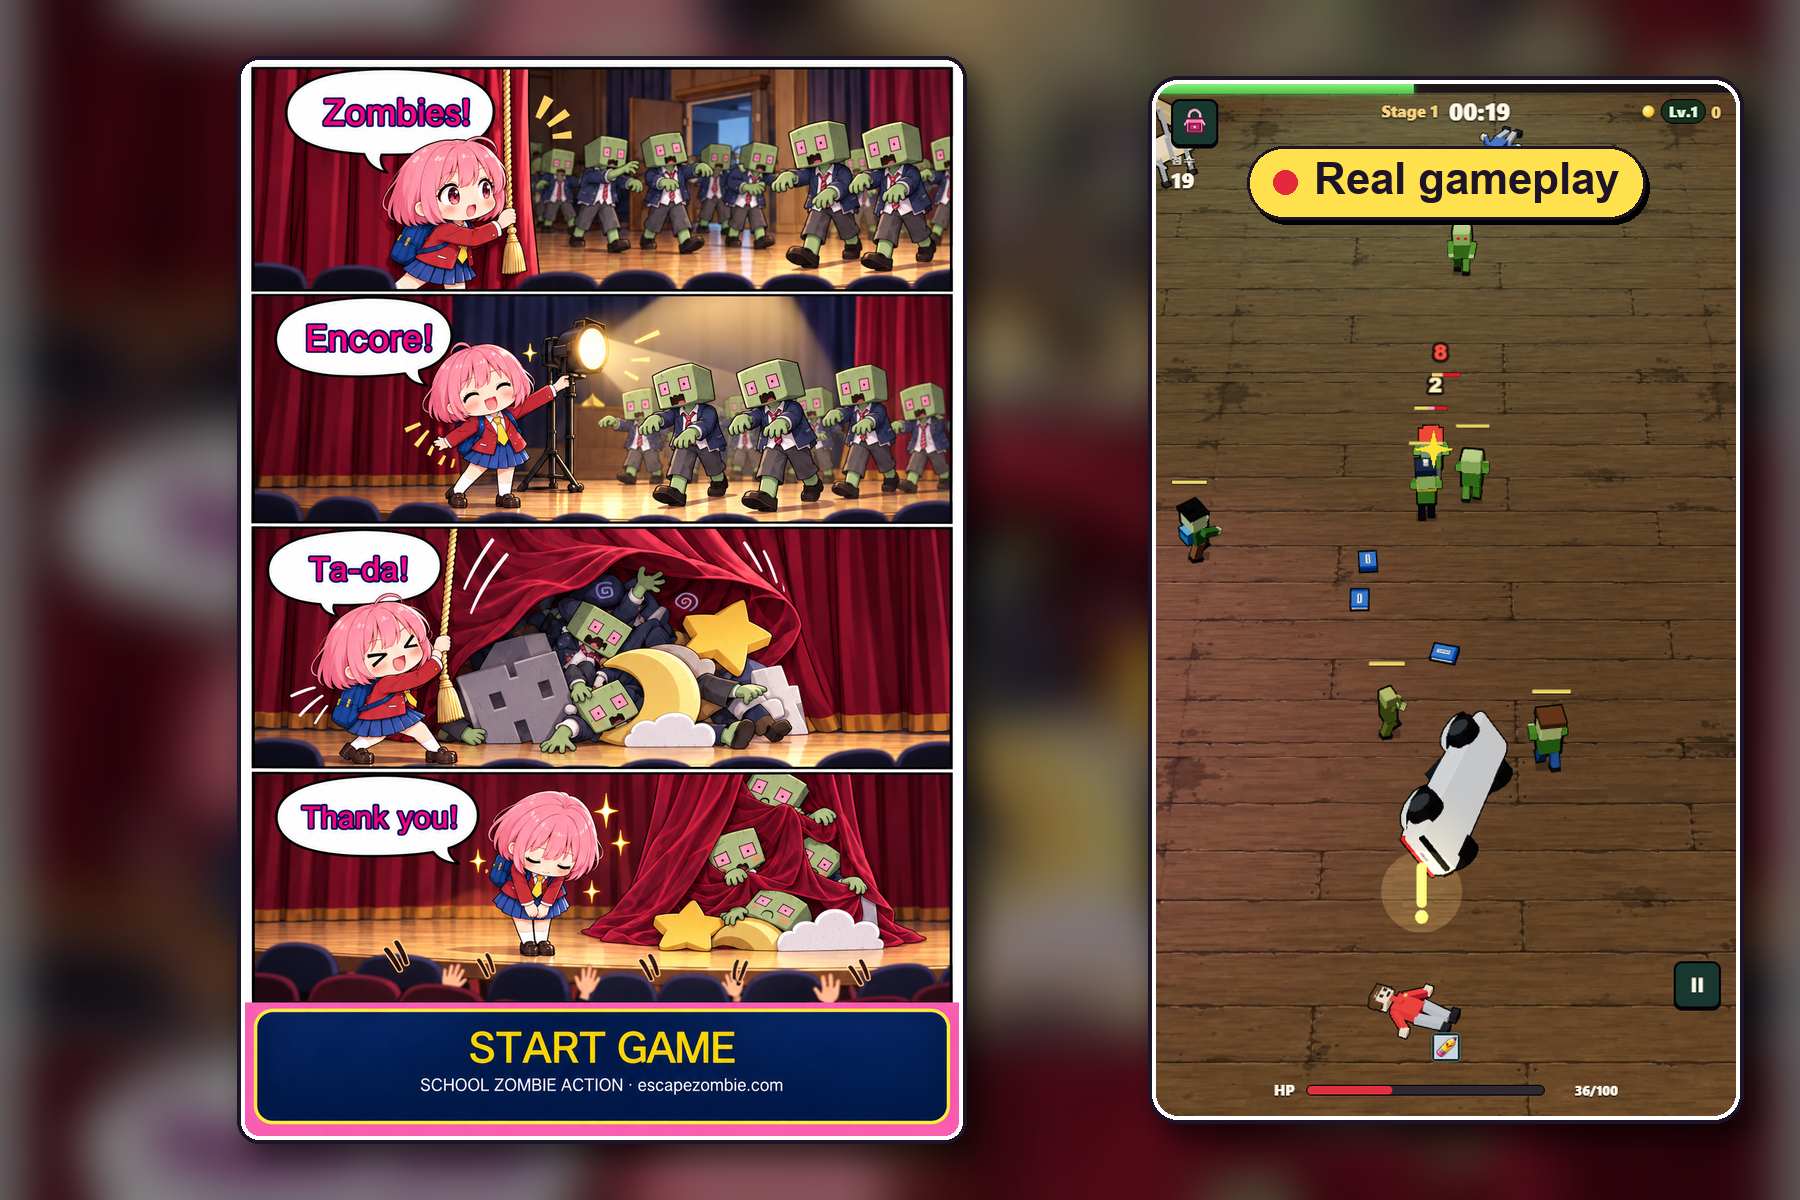 Zombies!
Encore!
Ta-da!
Thank you!
START GAME
SCHOOL ZOMBIE ACTION · escapezombie.com
Stage 1 00:19
Lv.1 0
19
Real gameplay
8
2
HP 36/100